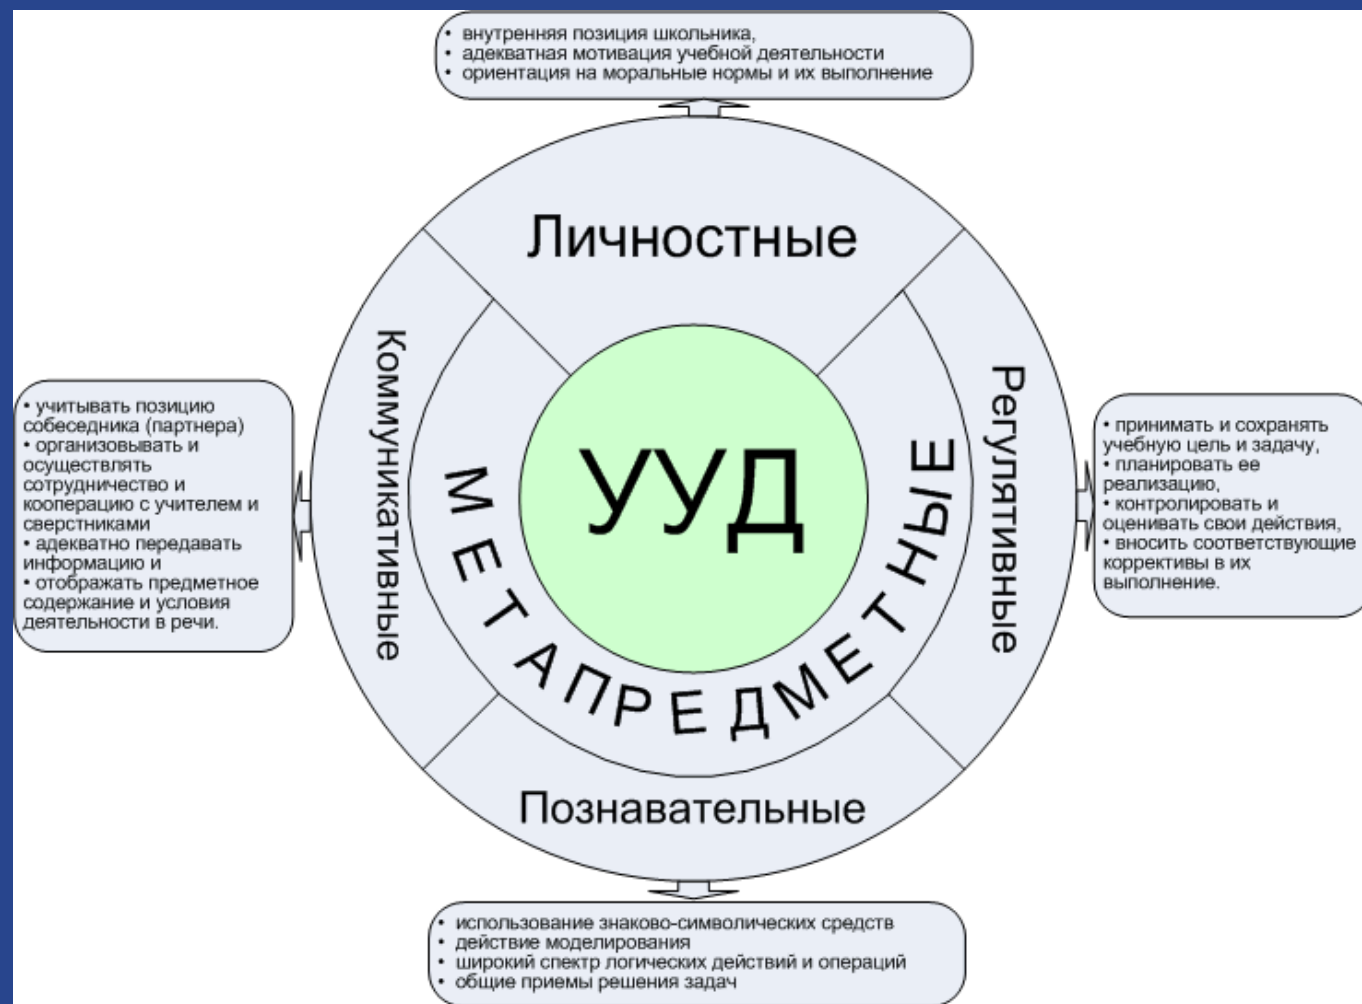 • внутренняя позиция школьника,
• адекватная мотивация учебной деятельности
• ориентация на моральные нормы и их выполнение
Личностные
Коммуникативные
• учитывать позицию
собеседника (партнера)
• организовывать и
осуществлять
сотрудничество и
кооперацию с учителем и
сверстниками
• адекватно передавать
информацию и
• отображать предметное
содержание и условия
деятельности в речи.
УУД
МЕТАПРЕДМЕТНЫЕ
Регулятивные
• принимать и сохранять
учебную цель и задачу,
• планировать ее
реализацию,
• контролировать и
оценивать свои действия,
• вносить соответствующие
коррективы в их
выполнение.
Познавательные
• использование знаково-символических средств
• действие моделирования
• широкий спектр логических действий и операций
• общие приемы решения задач